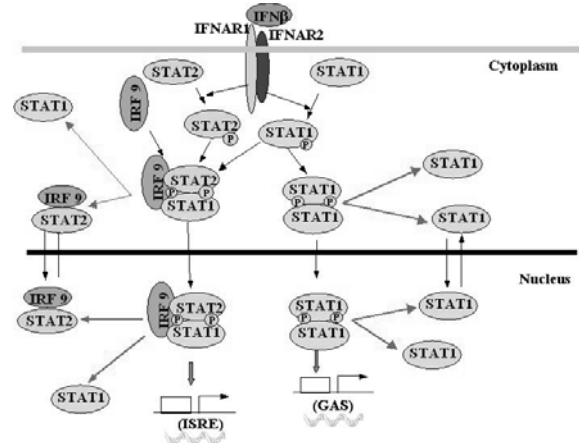 IFNβ
IFNAR1
IFNAR2
Cytoplasm
STAT2
STAT1
IRF 9
STAT1
STAT2
P
STAT1
P
IRF 9
STAT2
P P
STAT1
STAT1
P P
STAT1
STAT1
STAT1
IRF 9
STAT2
Nucleus
IRF 9
STAT2
IRF 9
STAT2
P P
STAT1
STAT1
P P
STAT1
STAT1
STAT1
STAT1
(ISRE)
(GAS)